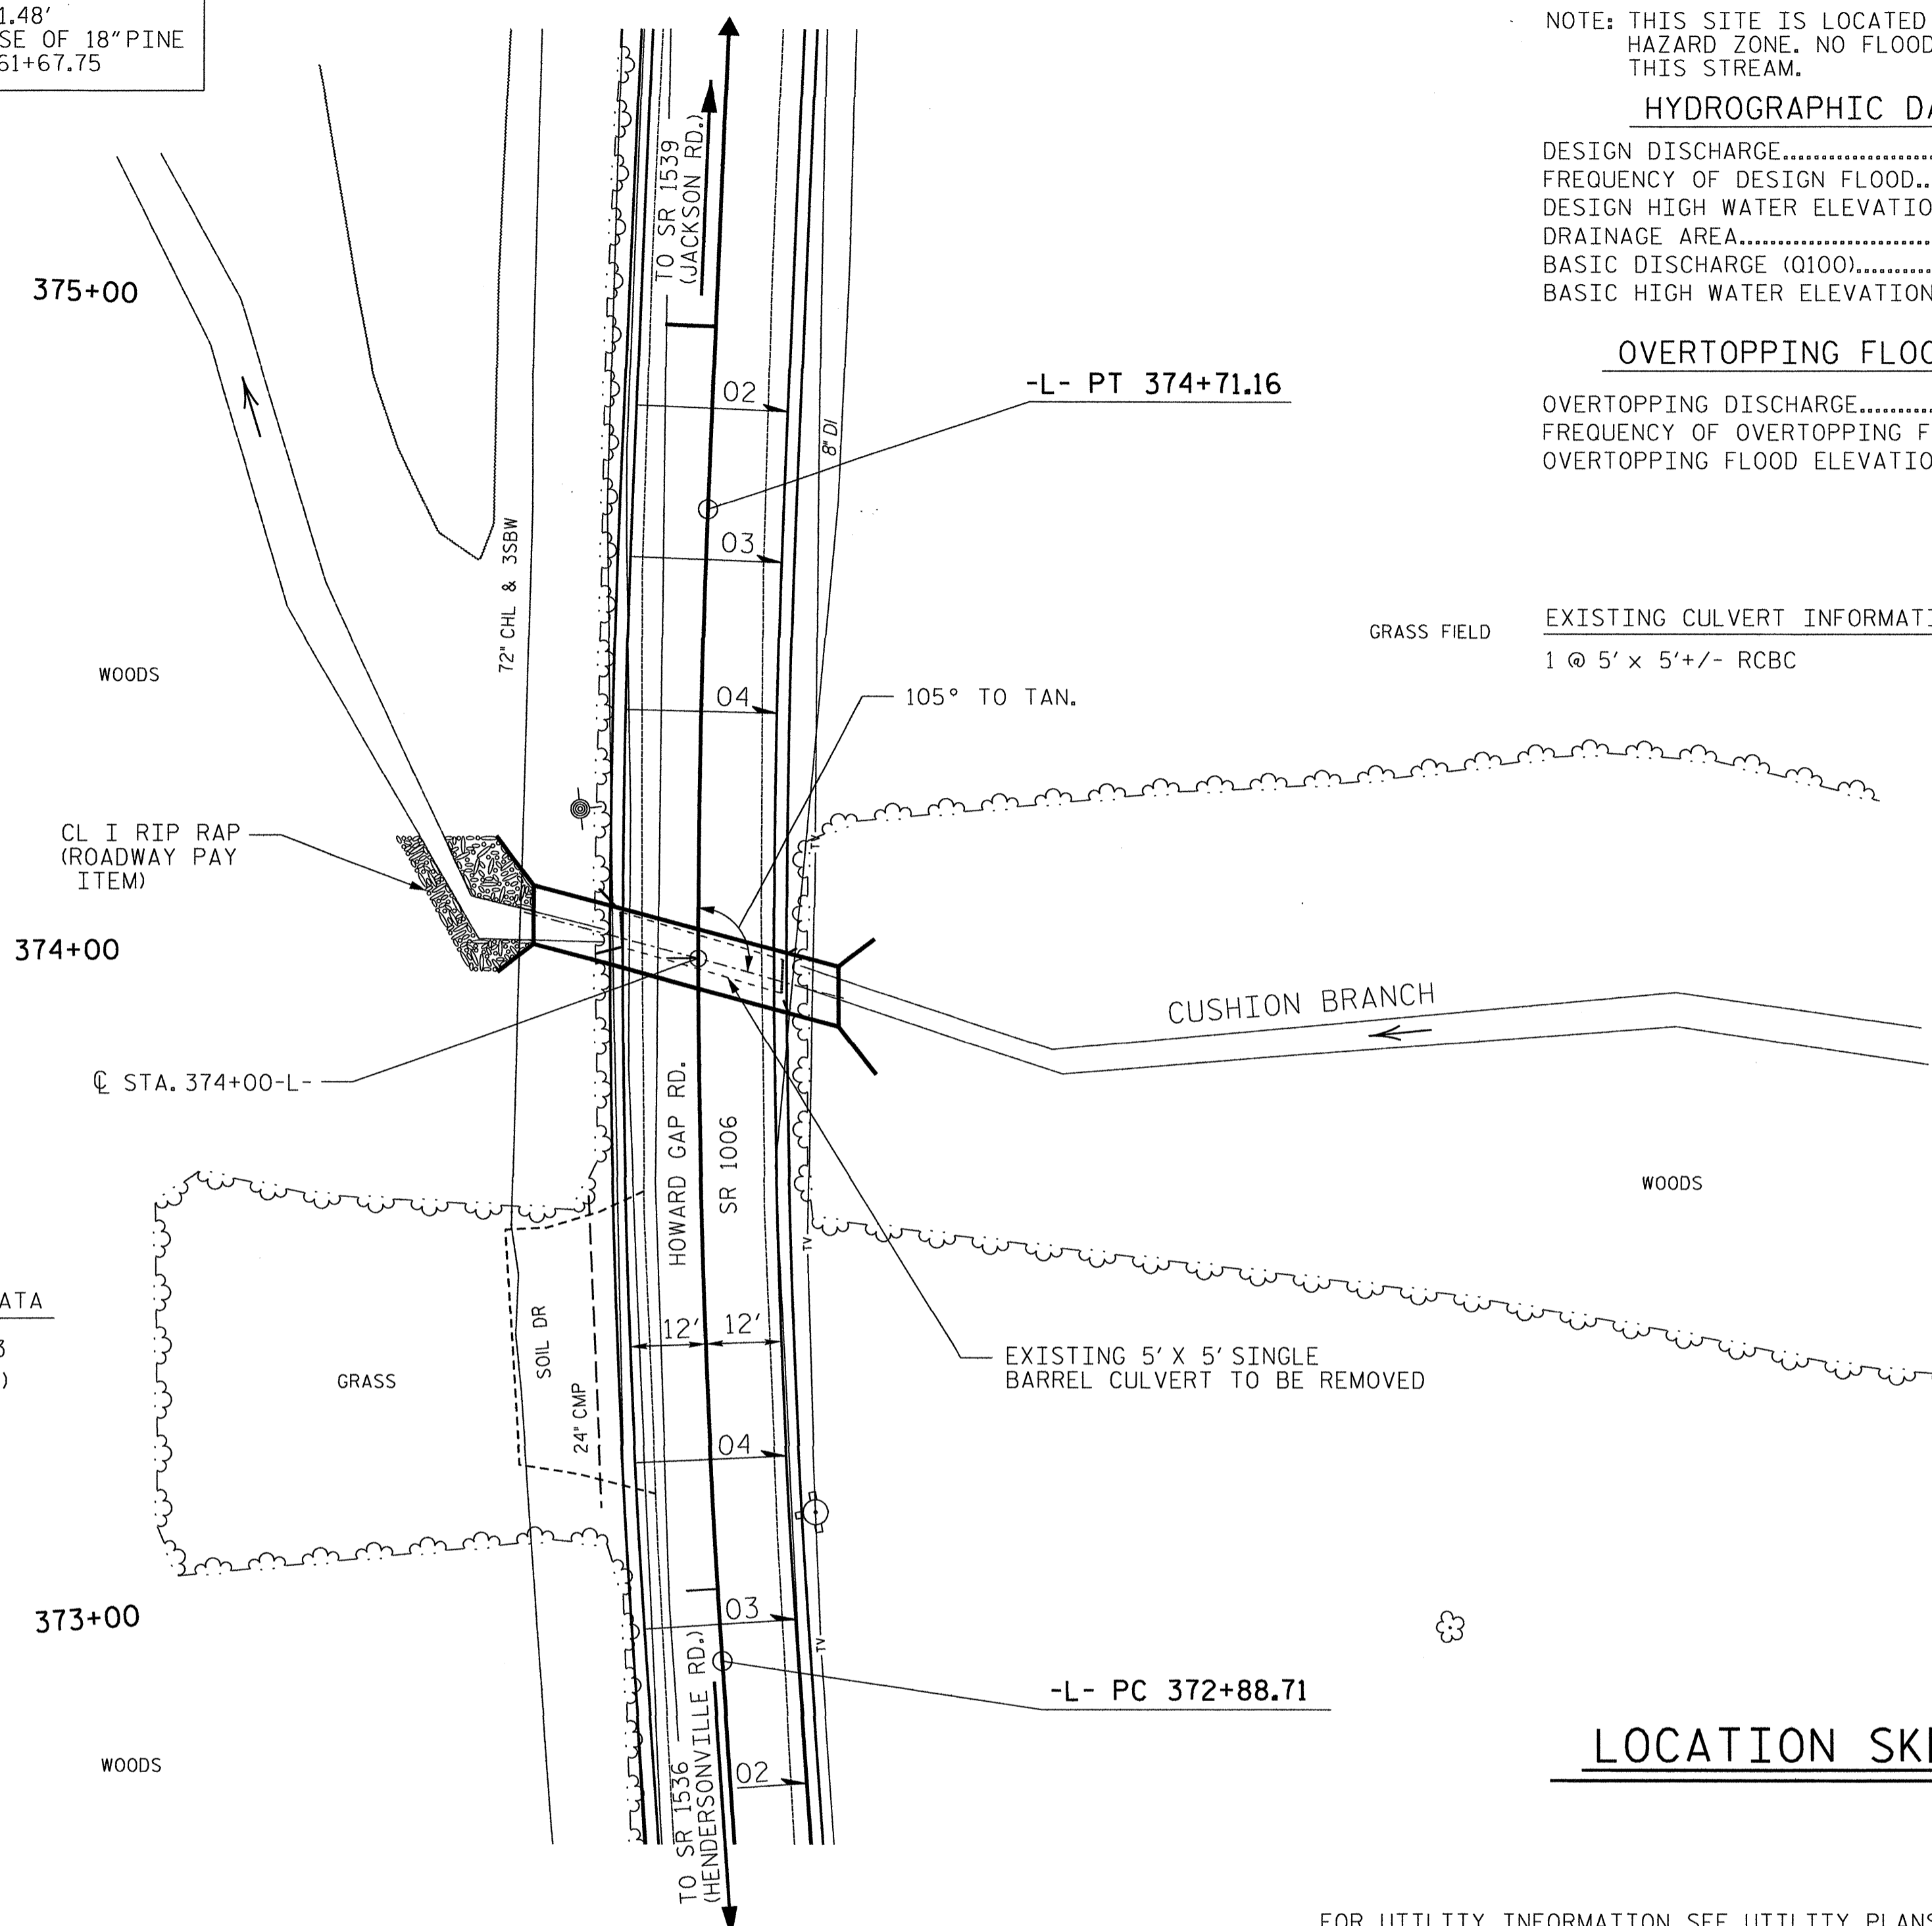 1.48'
SE OF 18" PINE
61+67.75
NOTE: THIS SITE IS LOCATED
HAZARD ZONE. NO FLOOD
THIS STREAM.
HYDROGRAPHIC DA
DESIGN DISCHARGE
FREQUENCY OF DESIGN FLOOD
DESIGN HIGH WATER ELEVATIO
DRAINAGE AREA
BASIC DISCHARGE (Q100)
BASIC HIGH WATER ELEVATION
OVERTOPPING FLOO
OVERTOPPING DISCHARGE
FREQUENCY OF OVERTOPPING F
OVERTOPPING FLOOD ELEVATIO
TO SR 1539
(JACKSON RD.)
375+00
02
-L- PT 374+71.16
8" DI
03
72" CHL & 3SBW
GRASS FIELD
EXISTING CULVERT INFORMATI
1 @ 5' x 5'+/- RCBC
WOODS
04
105° TO TAN.
CL I RIP RAP
(ROADWAY PAY
ITEM)
TV
374+00
CUSHION BRANCH
℄ STA. 374+00-L-
HOWARD GAP RD.
SR 1006
WOODS
TV
ATA
3
)
SOIL DR
24" CMP
GRASS
12'
12'
EXISTING 5' X 5' SINGLE
BARREL CULVERT TO BE REMOVED
04
373+00
03
TV
-L- PC 372+88.71
TO SR 1536
(HENDERSONVILLE RD.)
02
WOODS
LOCATION SK
FOR UTILITY INFORMATION SEE UTILITY PLANS